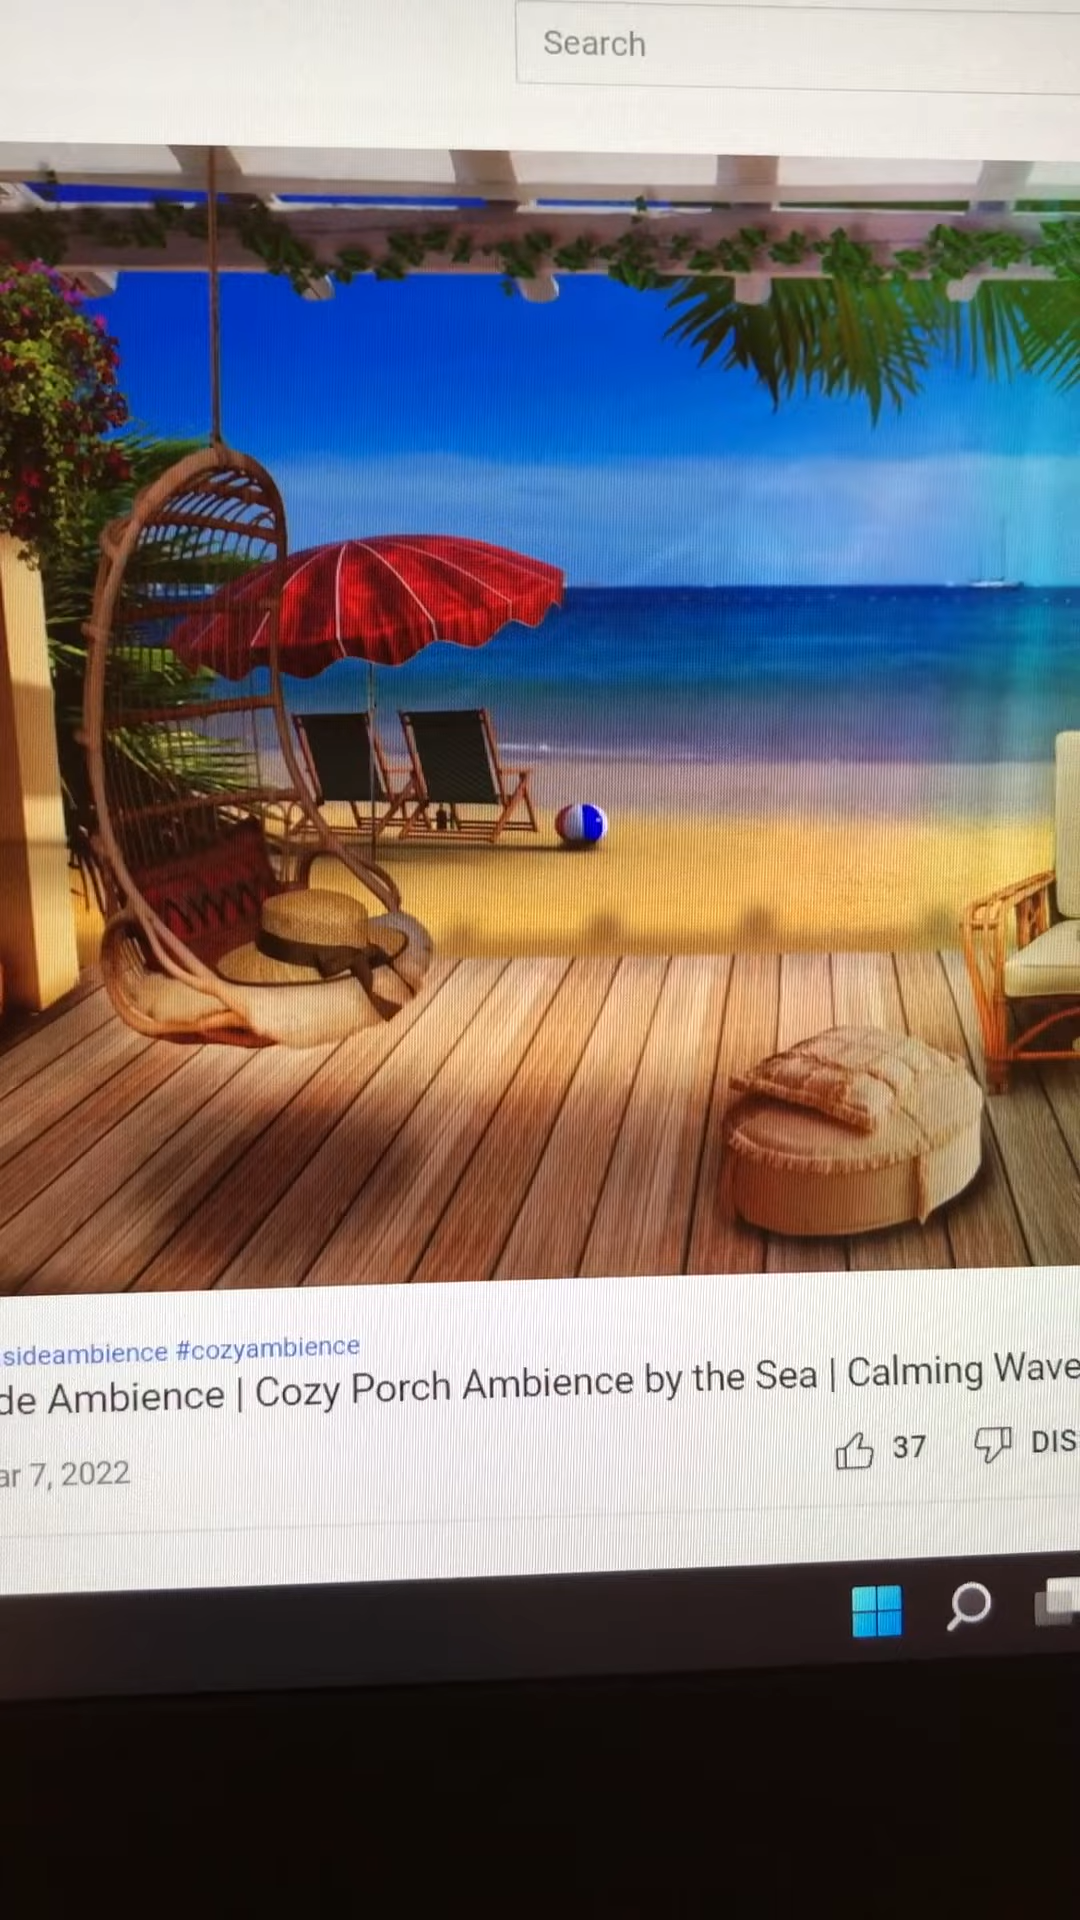 Search
sideambience #cozyambience
de Ambience | Cozy Porch Ambience by the Sea | Calming Wave
ar 7, 2022
37
DIS